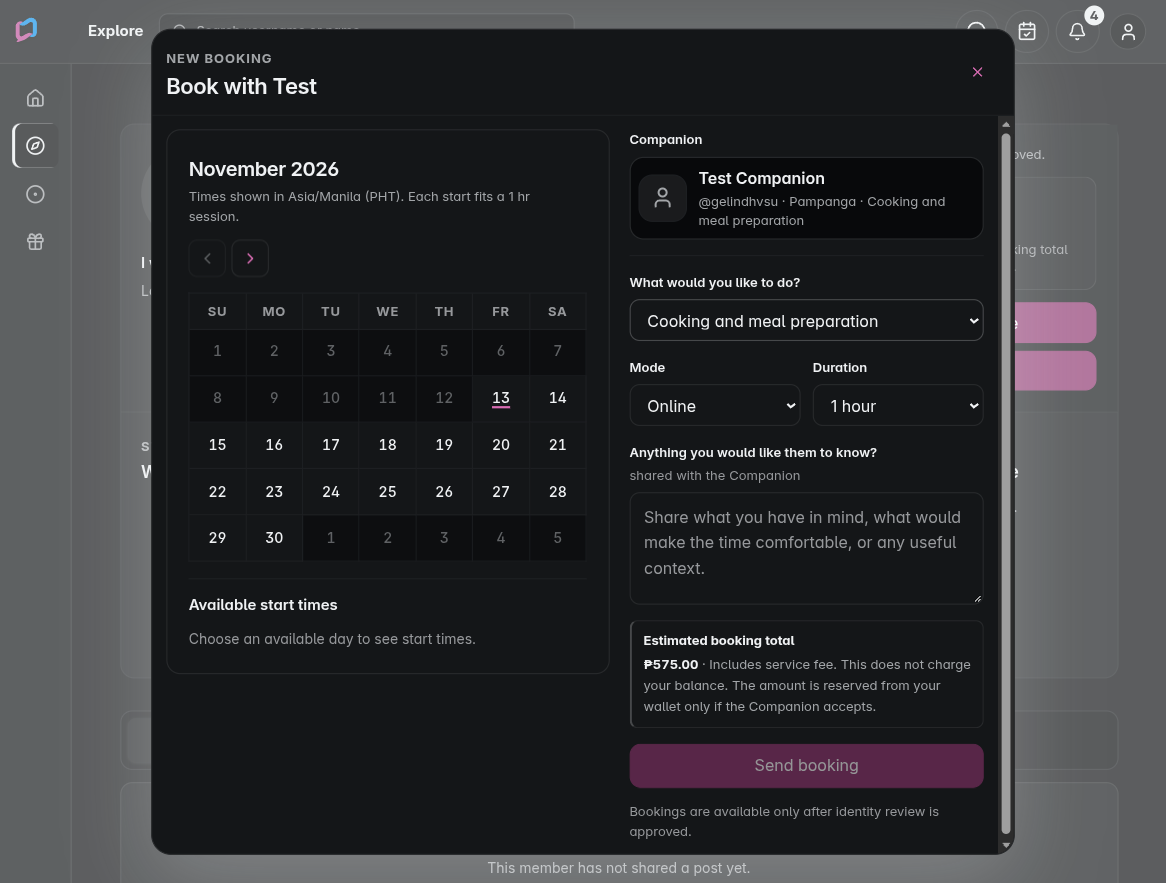 Explore
Search username or name
4
NEW BOOKING
Book with Test
November 2026
Times shown in Asia/Manila (PHT). Each start fits a 1 hr
session.
SU MO TU WE TH FR SA
1 2 3 4 5 6 7
8 9 10 11 12 13 14
15 16 17 18 19 20 21
22 23 24 25 26 27 28
29 30 1 2 3 4 5
Available start times
Choose an available day to see start times.
Companion
Test Companion
@gelindhvsu · Pampanga · Cooking and
meal preparation
What would you like to do?
Cooking and meal preparation
Mode
Duration
Online
1 hour
Anything you would like them to know?
shared with the Companion
Share what you have in mind, what would
make the time comfortable, or any useful
context.
Estimated booking total
₱575.00 · Includes service fee. This does not charge
your balance. The amount is reserved from your
wallet only if the Companion accepts.
Send booking
Bookings are available only after identity review is
approved.
total
This member has not shared a post yet.